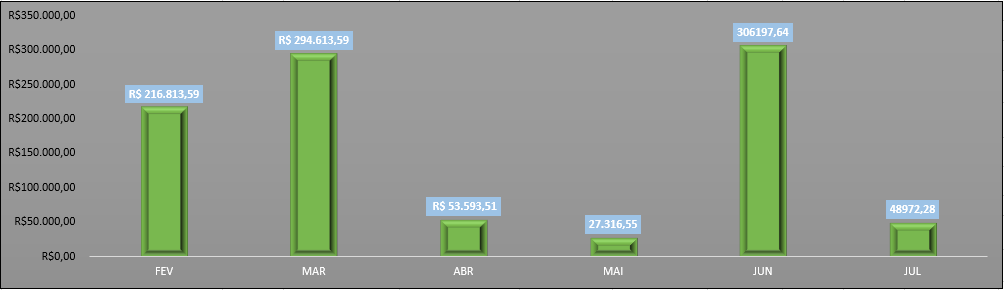 R$350.000,00
R$300.000,00
R$250.000,00
R$200.000,00
R$150.000,00
R$100.000,00
R$50.000,00
R$0,00
R$ 216.813,59
R$ 294.613,59
R$ 53.593,51
27.316,55
306197,64
48972,28
FEV MAR ABR MAI JUN JUL